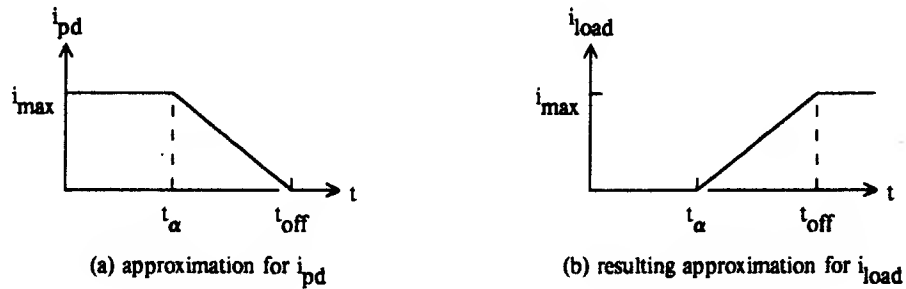 i_pd
i_max
t_α
t_off
t
(a) approximation for i_pd
i_load
i_max
t_α
t_off
t
(b) resulting approximation for i_load